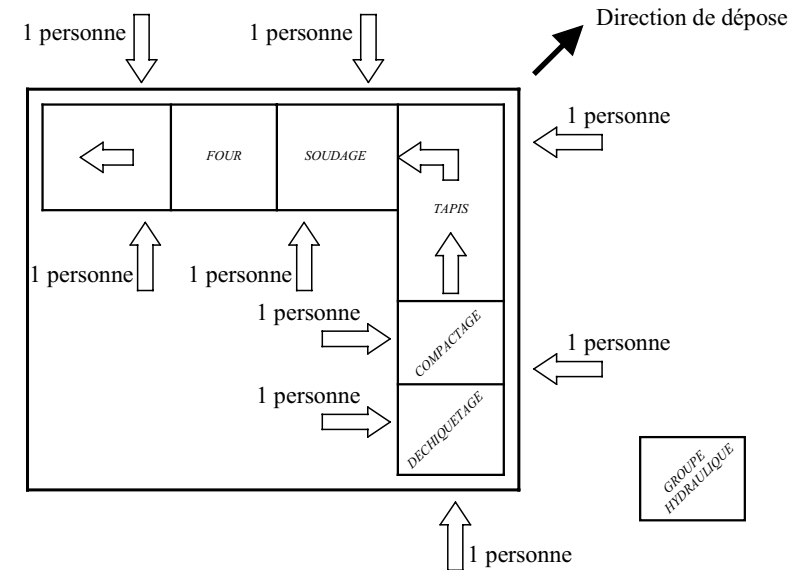 Direction de dépose
1 personne
1 personne
1 personne
FOUR
SOUDAGE
TAPIS
1 personne
1 personne
1 personne
COMPACTAGE
1 personne
1 personne
DECHIQUETAGE
GROUPE
HYDRAULIQUE
1 personne